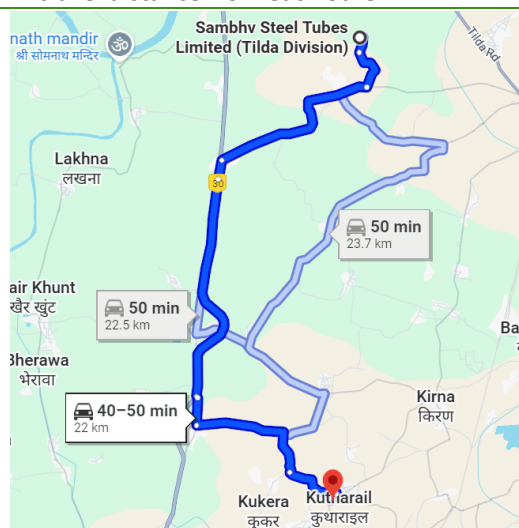 Sambhv Steel Tubes
Limited (Tilda Division)
nath mandir
श्री सोमनाथ मन्दिर
Tilda Rd
Lakhna
लखना
30
50 min
23.7 km
air Khunt
खैर खुंट
50 min
22.5 km
Bherawa
भेरावा
40–50 min
22 km
Kirna
किरण
Kukera
कूकर
Kutharail
कुथाराइल